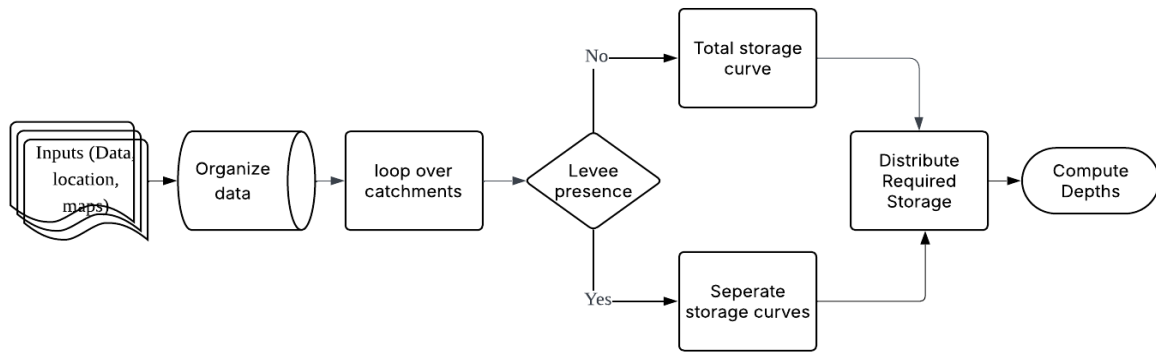 Inputs (Data,
location,
maps)
Organize
data
loop over
catchments
Levee
presence
No
Total storage
curve
Yes
Seperate
storage curves
Distribute
Required
Storage
Compute
Depths